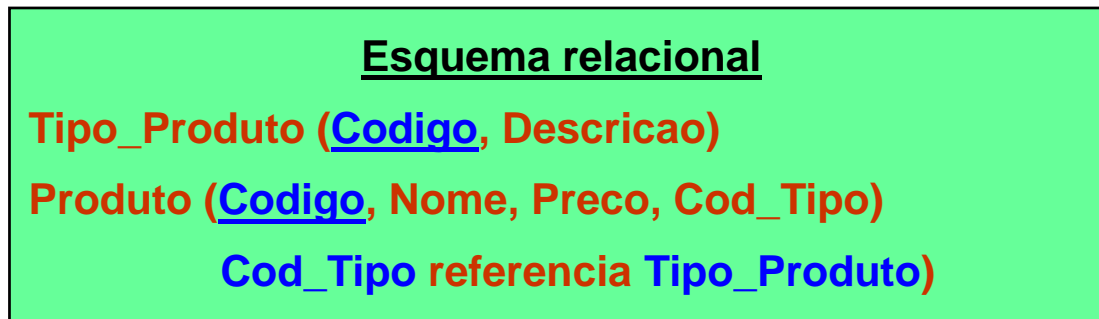 Esquema relacional
Tipo_Produto (Codigo, Descricao)
Produto (Codigo, Nome, Preco, Cod_Tipo)
Cod_Tipo referencia Tipo_Produto)